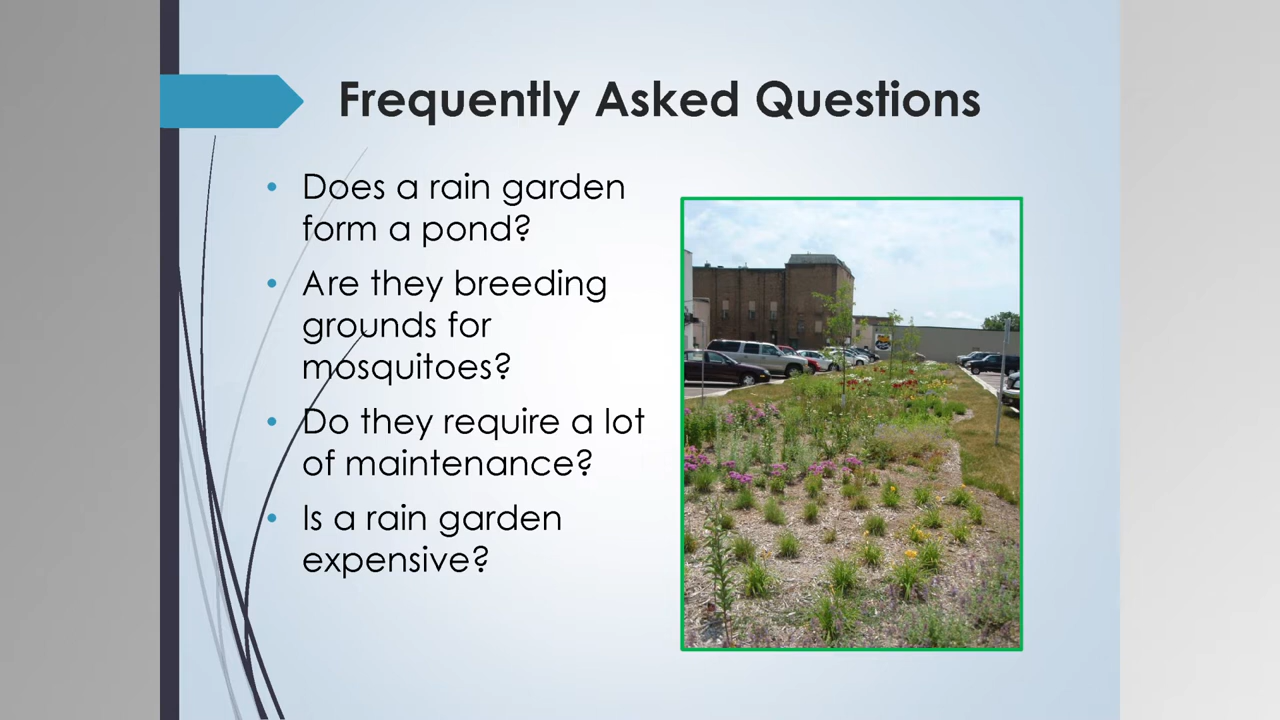 Frequently Asked Questions
• Does a rain garden
form a pond?
• Are they breeding
grounds for
mosquitoes?
• Do they require a lot
of maintenance?
• Is a rain garden
expensive?